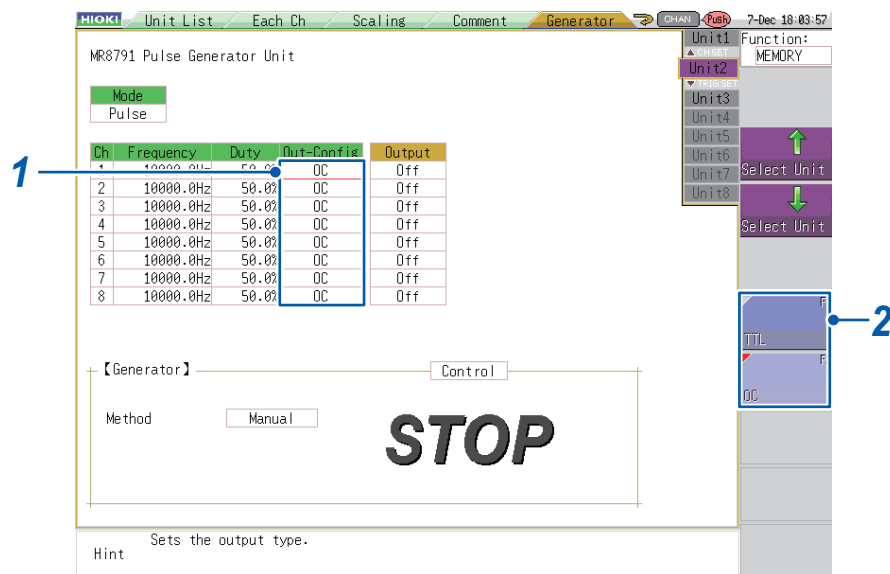 HIOKI Unit List Each Ch Scaling Comment Generator CHAN Push 7-Dec 18:03:57
MR8791 Pulse Generator Unit
Mode
Pulse
Ch Frequency Duty Out-Config Output
1 10000.0Hz 50.0% OC Off
2 10000.0Hz 50.0% OC Off
3 10000.0Hz 50.0% OC Off
4 10000.0Hz 50.0% OC Off
5 10000.0Hz 50.0% OC Off
6 10000.0Hz 50.0% OC Off
7 10000.0Hz 50.0% OC Off
8 10000.0Hz 50.0% OC Off
1
【Generator】 Control
Method Manual
STOP
Hint Sets the output type.
Unit1
▲CH.SET
Unit2
▼TRIG.SET
Unit3
Unit4
Unit5
Unit6
Unit7
Unit8
Function:
MEMORY
Select Unit
Select Unit
F
TTL
F
OC
2